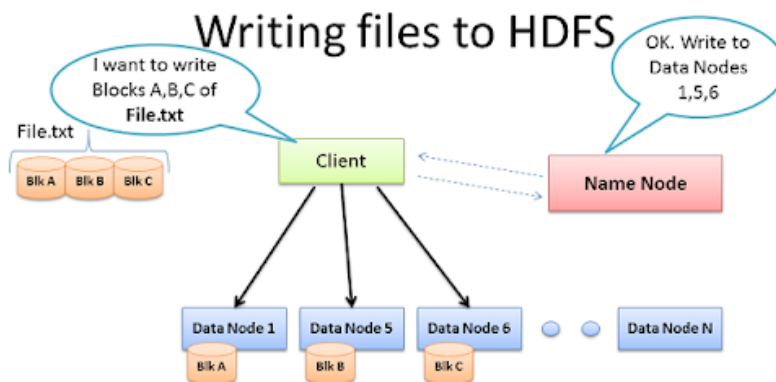 Writing files to HDFS
I want to write
Blocks A,B,C of
File.txt
OK. Write to
Data Nodes
1,5,6
File.txt
Blk A
Blk B
Blk C
Client
Name Node
Data Node 1
Data Node 5
Data Node 6
Data Node N
Blk A
Blk B
Blk C